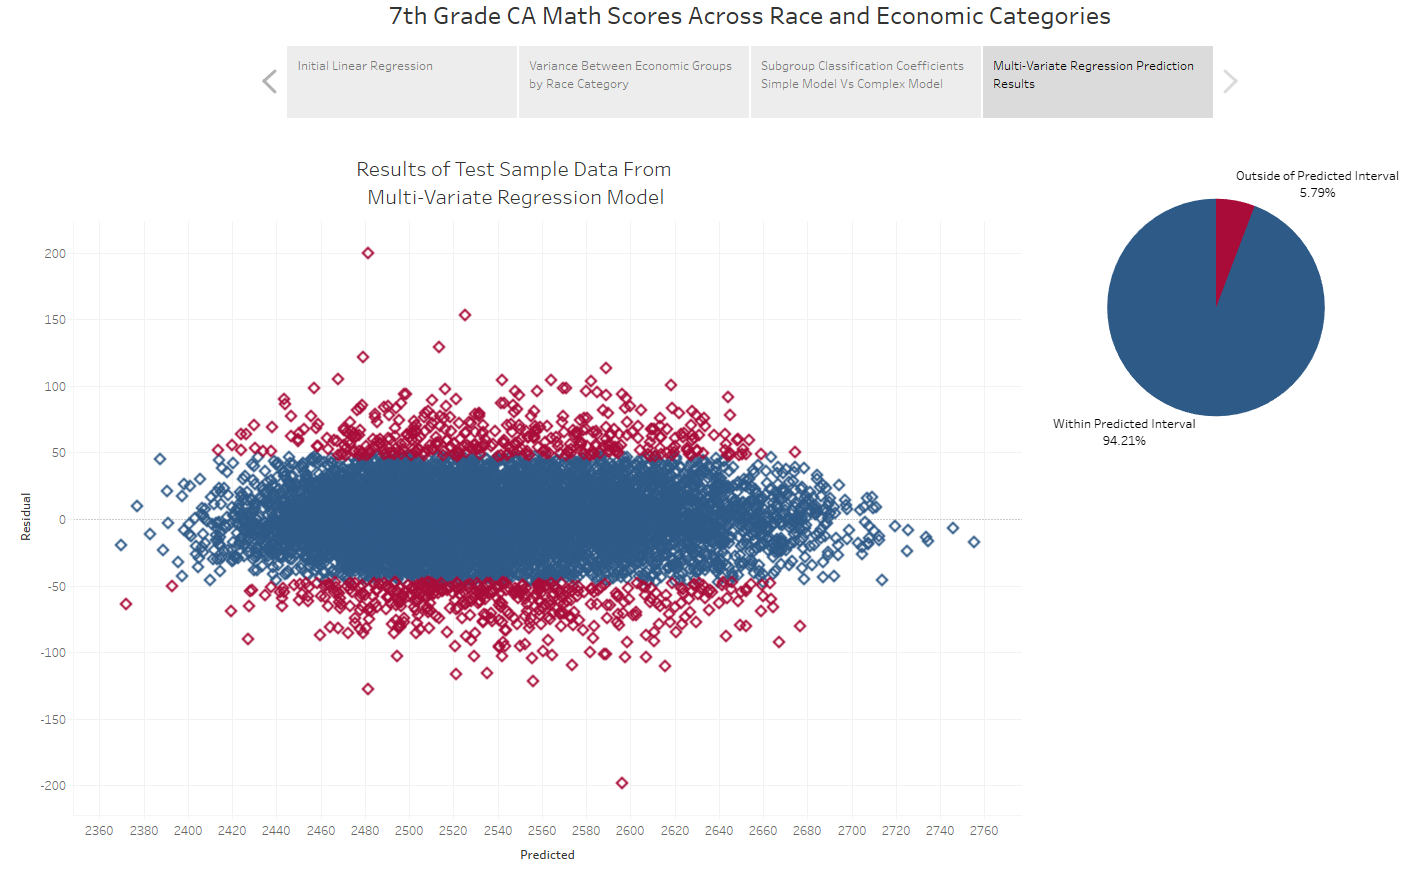 7th Grade CA Math Scores Across Race and Economic Categories
Initial Linear Regression
Variance Between Economic Groups
by Race Category
Subgroup Classification Coefficients
Simple Model Vs Complex Model
Multi-Variate Regression Prediction
Results
Results of Test Sample Data From
Multi-Variate Regression Model
Outside of Predicted Interval
5.79%
Within Predicted Interval
94.21%
Residual
200
150
100
50
0
-50
-100
-150
-200
2360 2380 2400 2420 2440 2460 2480 2500 2520 2540 2560 2580 2600 2620 2640 2660 2680 2700 2720 2740 2760
Predicted